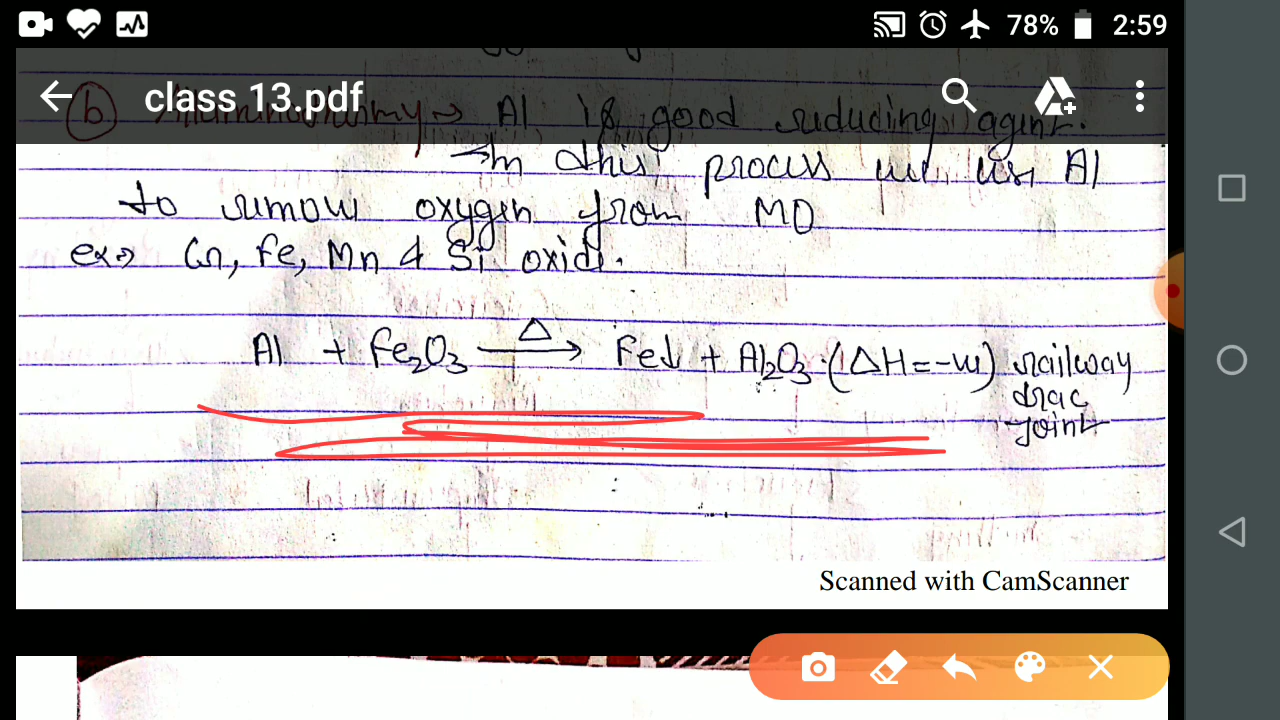 78% 2:59
class 13.pdf
b Al is good reducing agent.
→ In this process we use Al
to remove oxygen from MO
ex→ Cr, Fe, Mn & Si oxide.
Al + Fe₂O₃ —Δ→ Fe↓ + Al₂O₃ · (ΔH = -ve) railway
trac
joint
Scanned with CamScanner